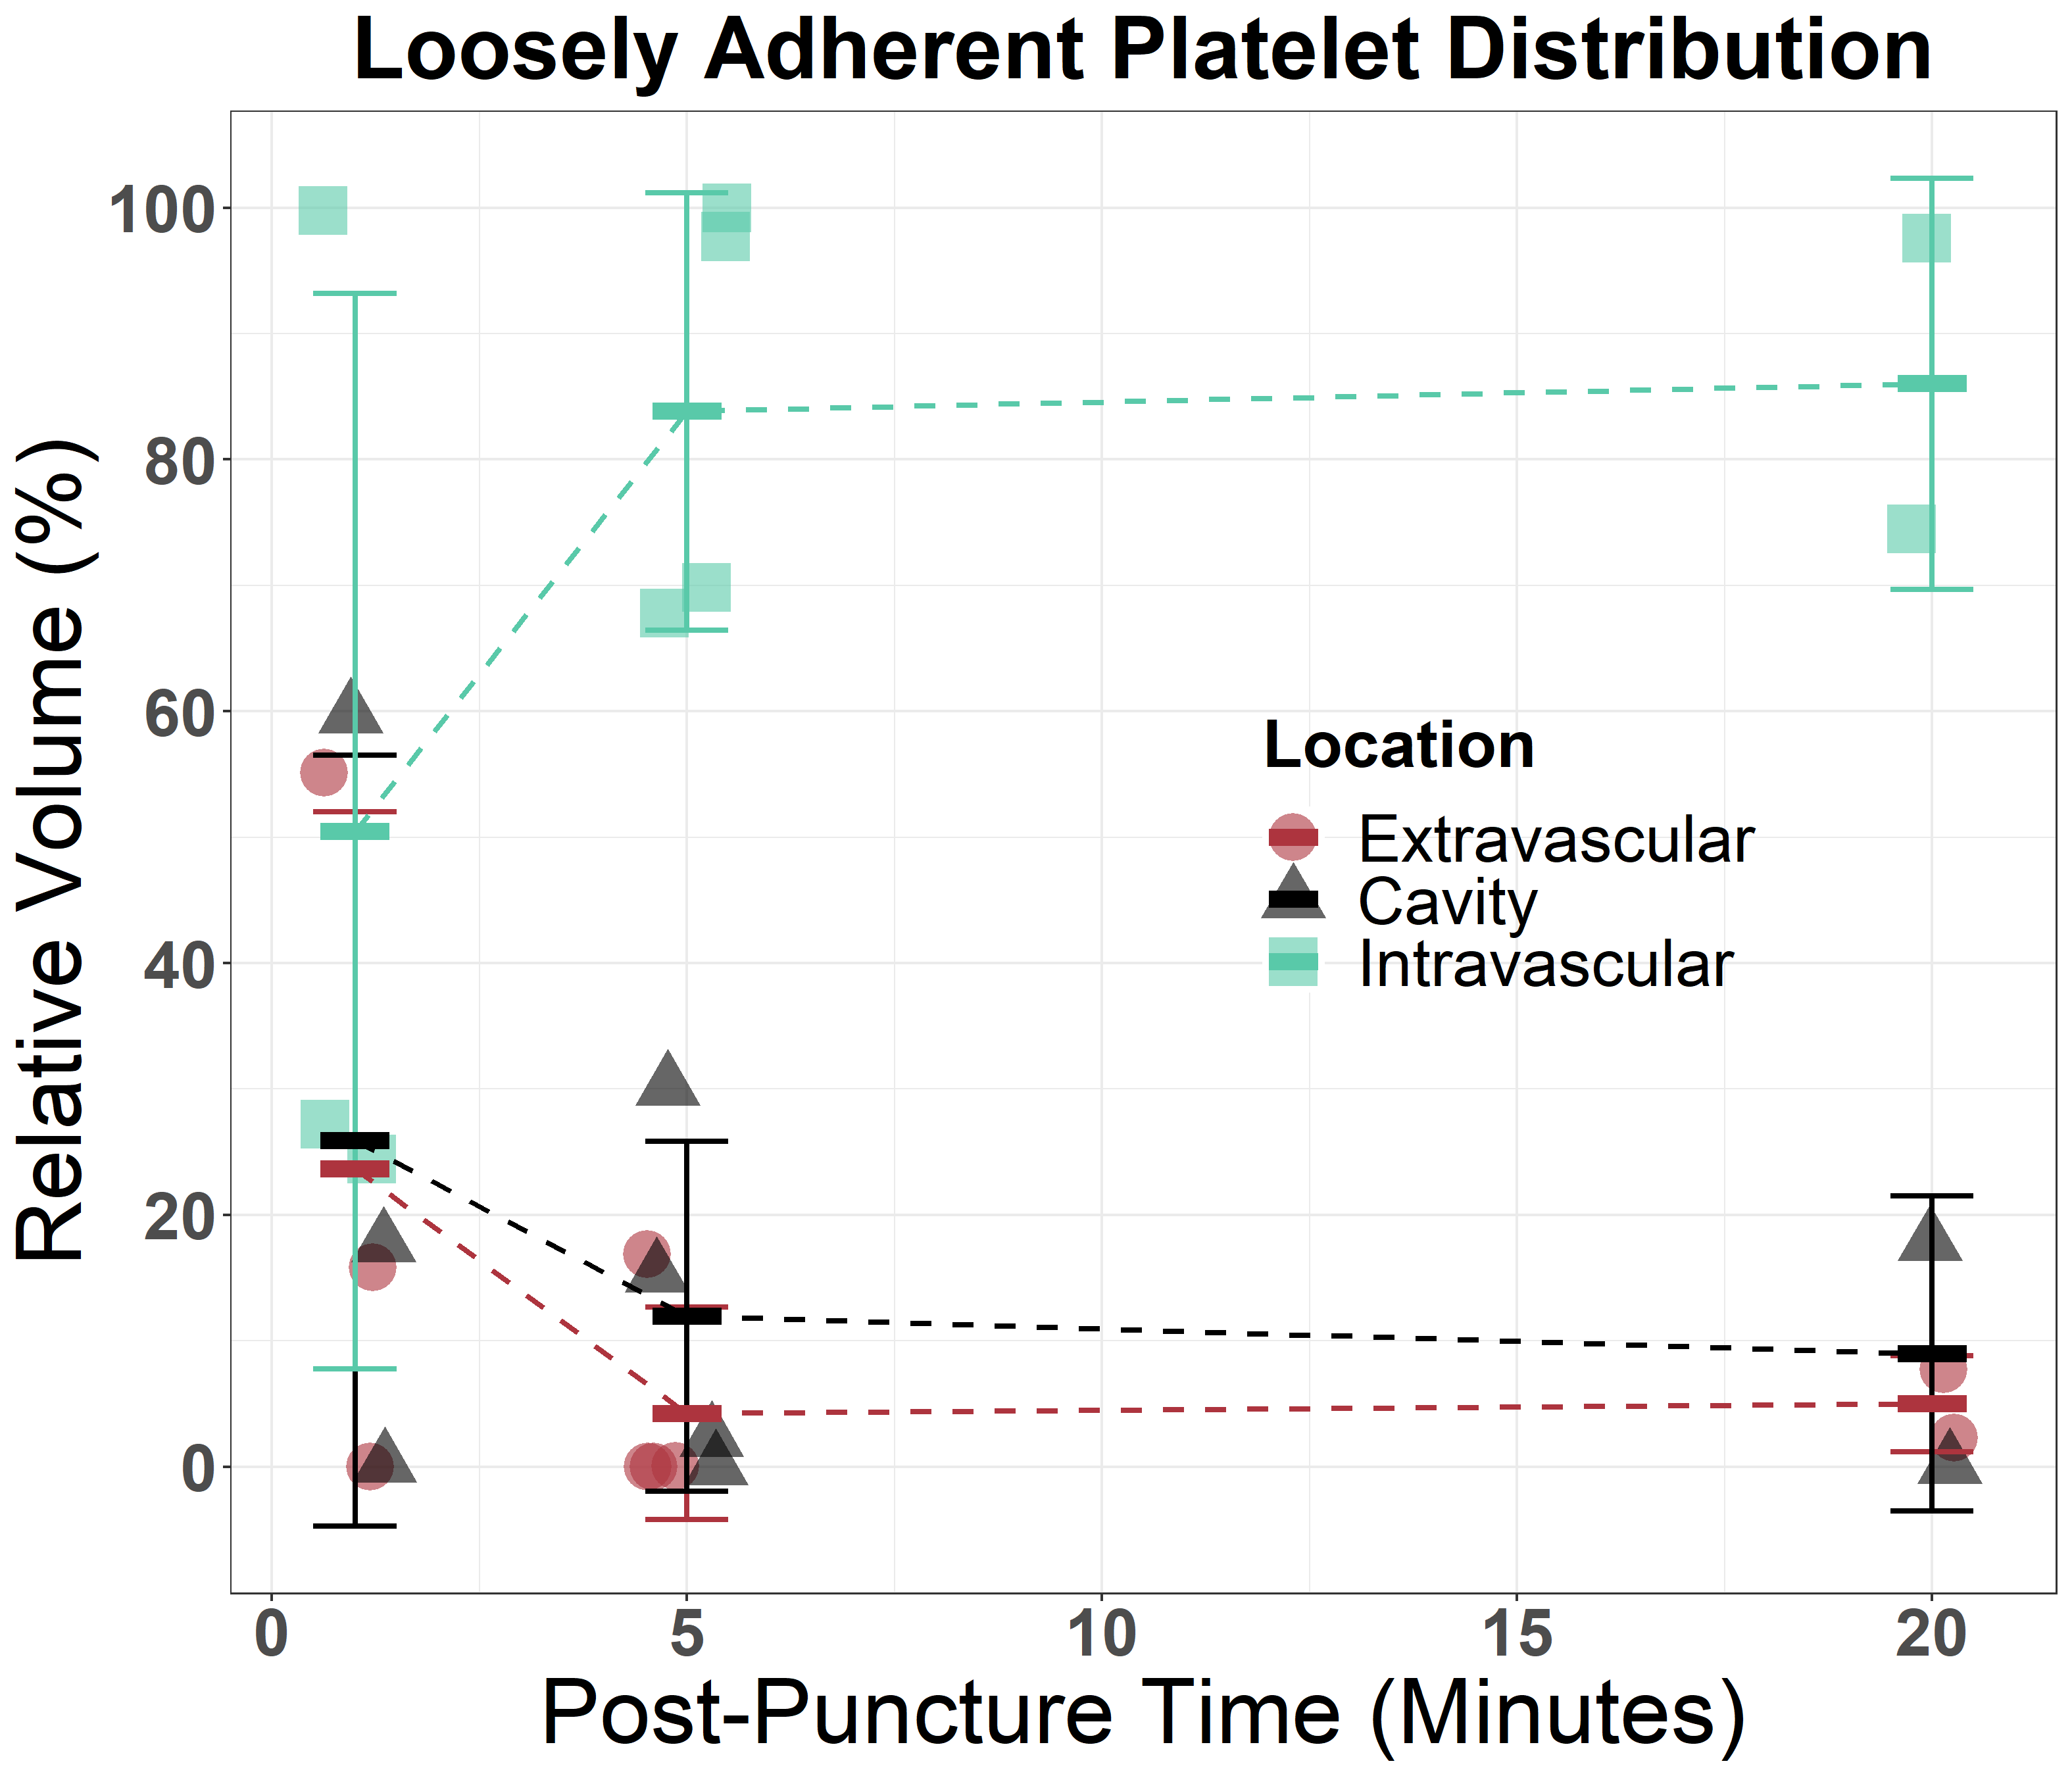 Loosely Adherent Platelet Distribution
Relative Volume (%)
100
80
60
40
20
0
Location
Extravascular
Cavity
Intravascular
0 5 10 15 20
Post-Puncture Time (Minutes)